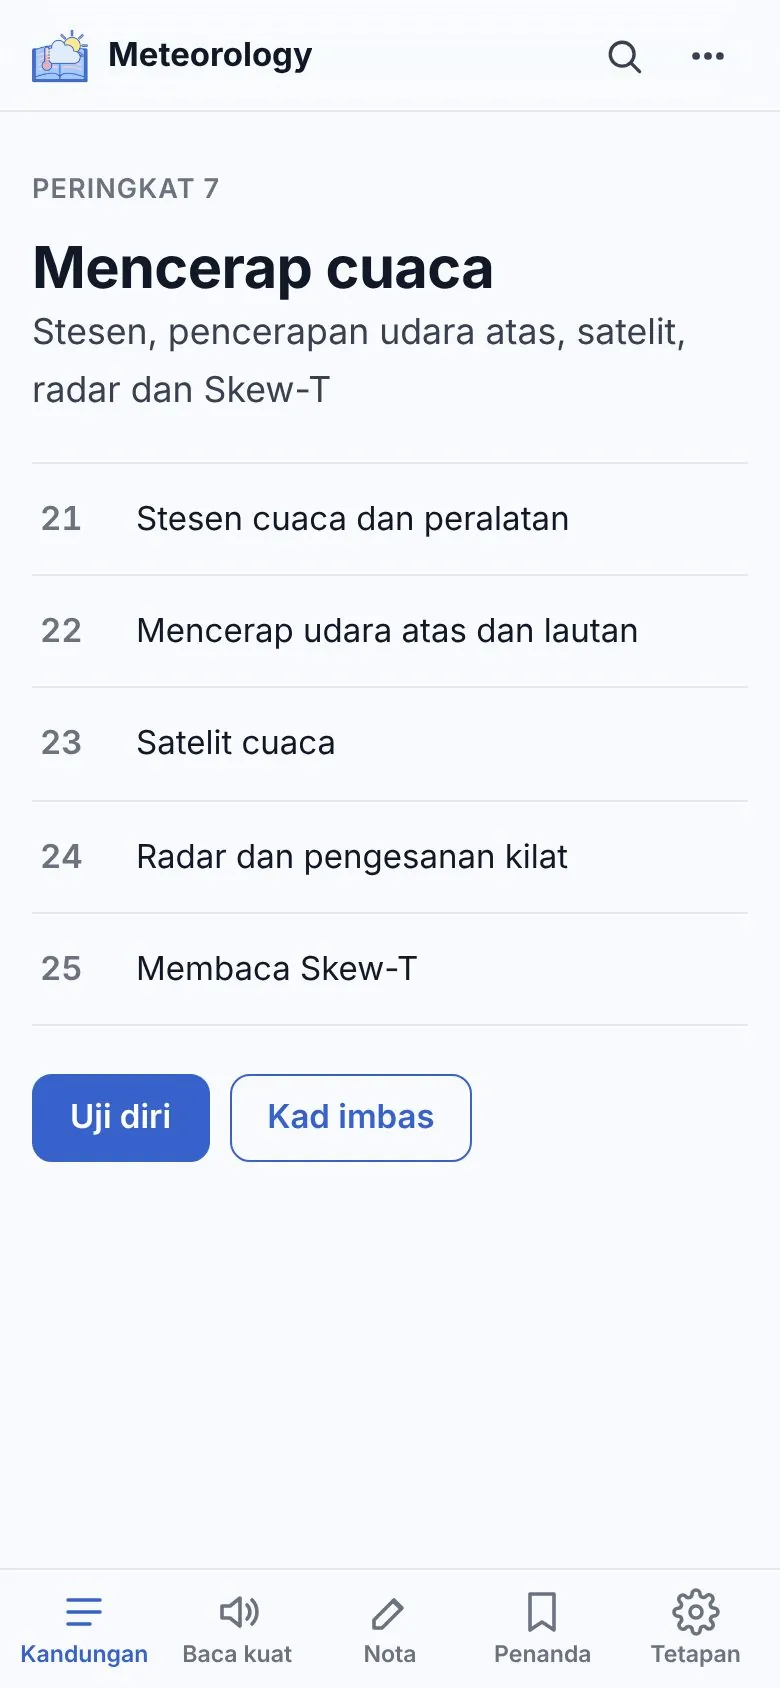 Meteorology
PERINGKAT 7
Mencerap cuaca
Stesen, pencerapan udara atas, satelit,
radar dan Skew-T
21 Stesen cuaca dan peralatan
22 Mencerap udara atas dan lautan
23 Satelit cuaca
24 Radar dan pengesanan kilat
25 Membaca Skew-T
Uji diri Kad imbas
Kandungan Baca kuat Nota Penanda Tetapan